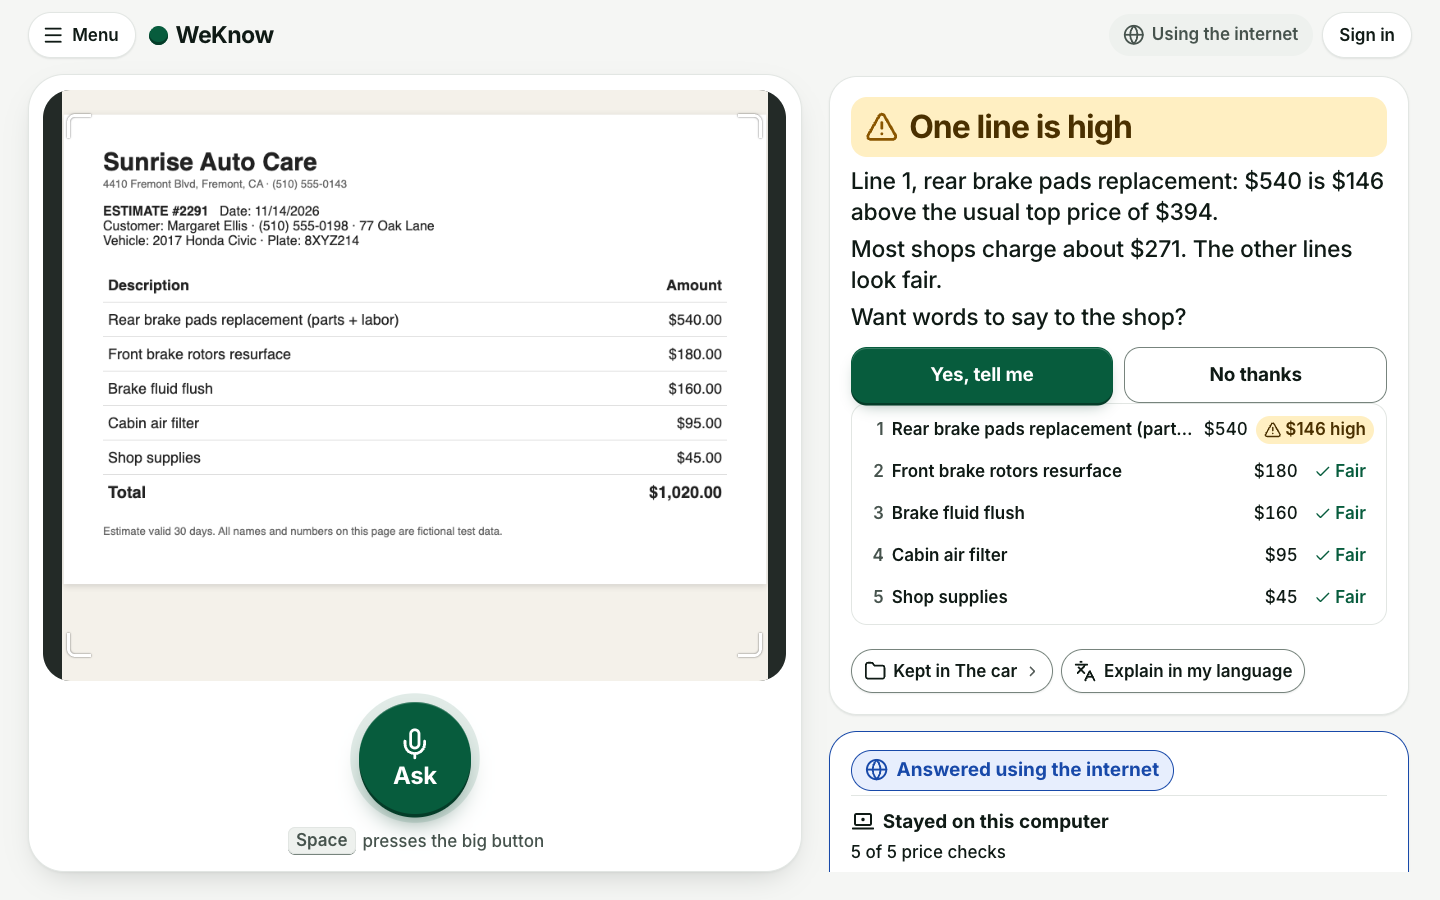 Menu
WeKnow
Using the internet
Sign in
Sunrise Auto Care
4410 Fremont Blvd, Fremont, CA · (510) 555-0143
ESTIMATE #2291 Date: 11/14/2026
Customer: Margaret Ellis · (510) 555-0198 · 77 Oak Lane
Vehicle: 2017 Honda Civic · Plate: 8XYZ214
Description Amount
Rear brake pads replacement (parts + labor) $540.00
Front brake rotors resurface $180.00
Brake fluid flush $160.00
Cabin air filter $95.00
Shop supplies $45.00
Total $1,020.00
Estimate valid 30 days. All names and numbers on this page are fictional test data.
Ask
Space presses the big button
One line is high
Line 1, rear brake pads replacement: $540 is $146
above the usual top price of $394.
Most shops charge about $271. The other lines
look fair.
Want words to say to the shop?
Yes, tell me
No thanks
1 Rear brake pads replacement (part... $540 $146 high
2 Front brake rotors resurface $180 Fair
3 Brake fluid flush $160 Fair
4 Cabin air filter $95 Fair
5 Shop supplies $45 Fair
Kept in The car
Explain in my language
Answered using the internet
Stayed on this computer
5 of 5 price checks